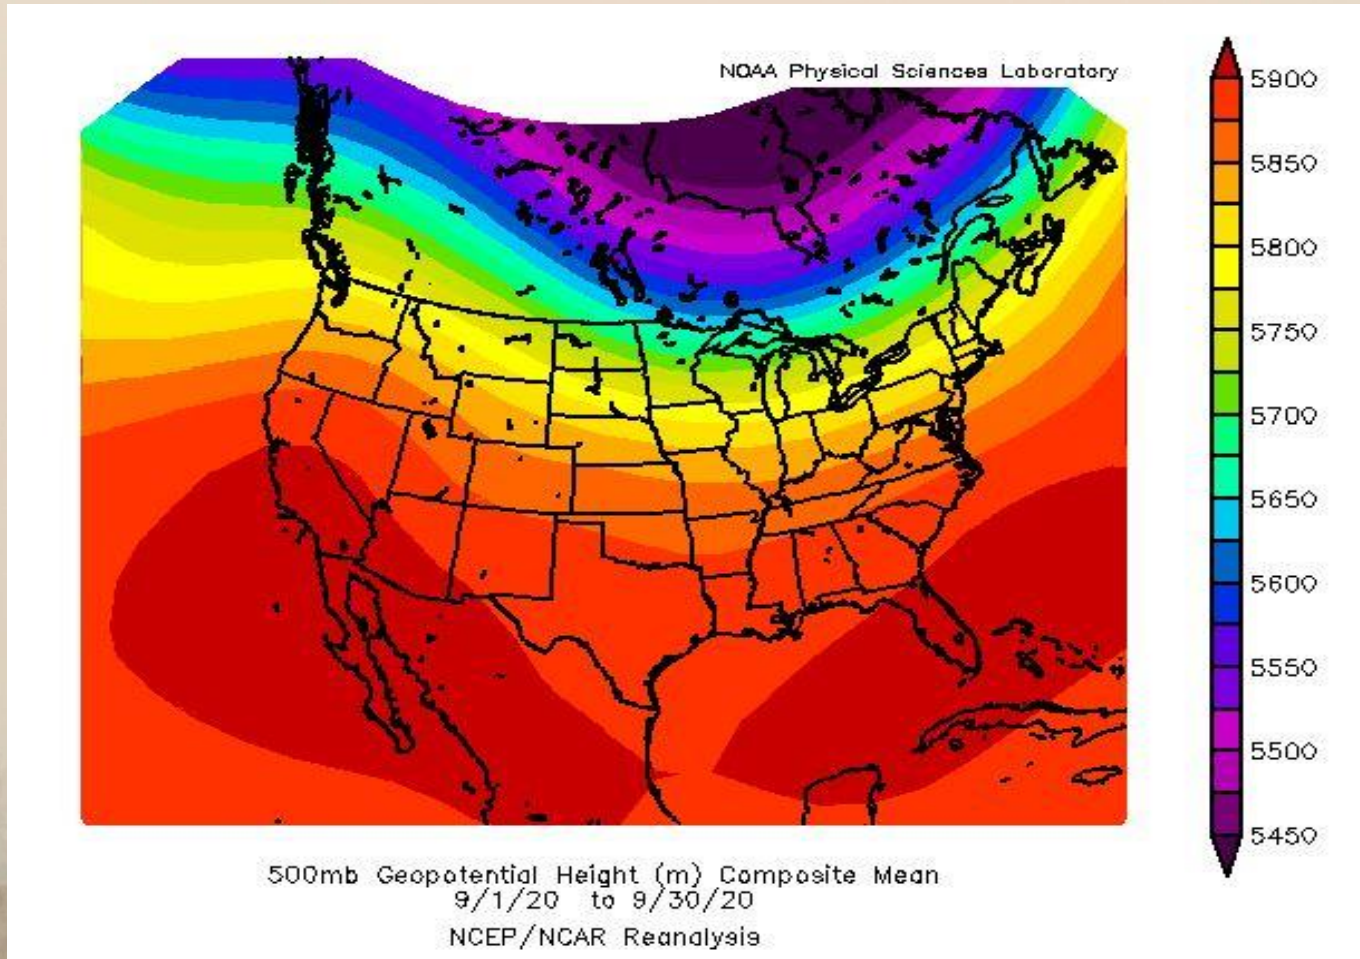 NOAA Physical Sciences Laboratory
5900
5850
5800
5750
5700
5650
5600
5550
5500
5450
500mb Geopotential Height (m) Composite Mean
9/1/20 to 9/30/20
NCEP/NCAR Reanalysis